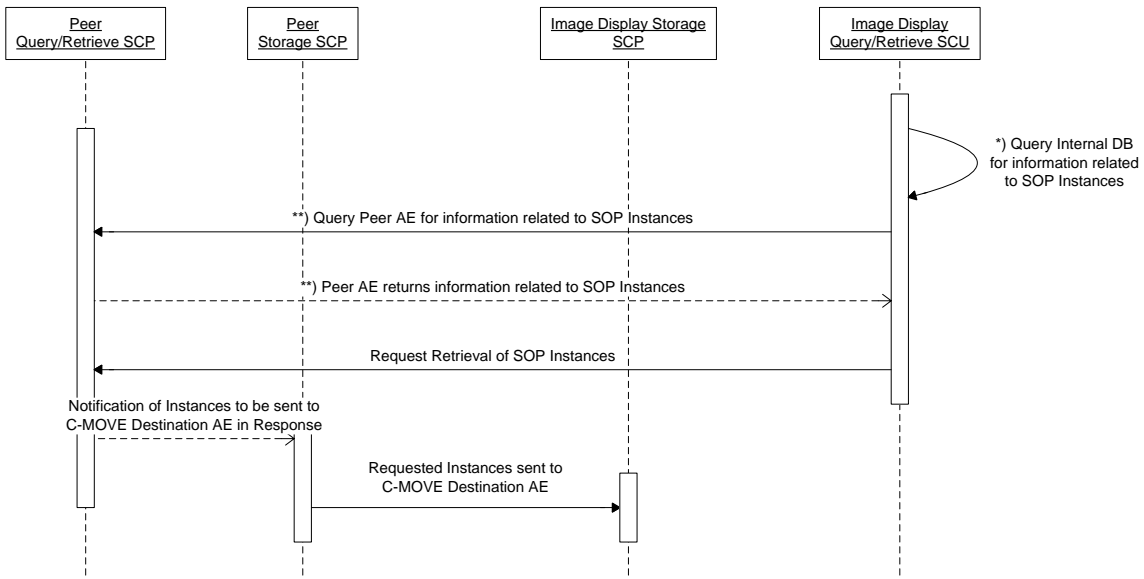 Peer
Query/Retrieve SCP
Peer
Storage SCP
Image Display Storage
SCP
Image Display
Query/Retrieve SCU
*) Query Internal DB
for information related
to SOP Instances
**) Query Peer AE for information related to SOP Instances
**) Peer AE returns information related to SOP Instances
Request Retrieval of SOP Instances
Notification of Instances to be sent to
C-MOVE Destination AE in Response
Requested Instances sent to
C-MOVE Destination AE